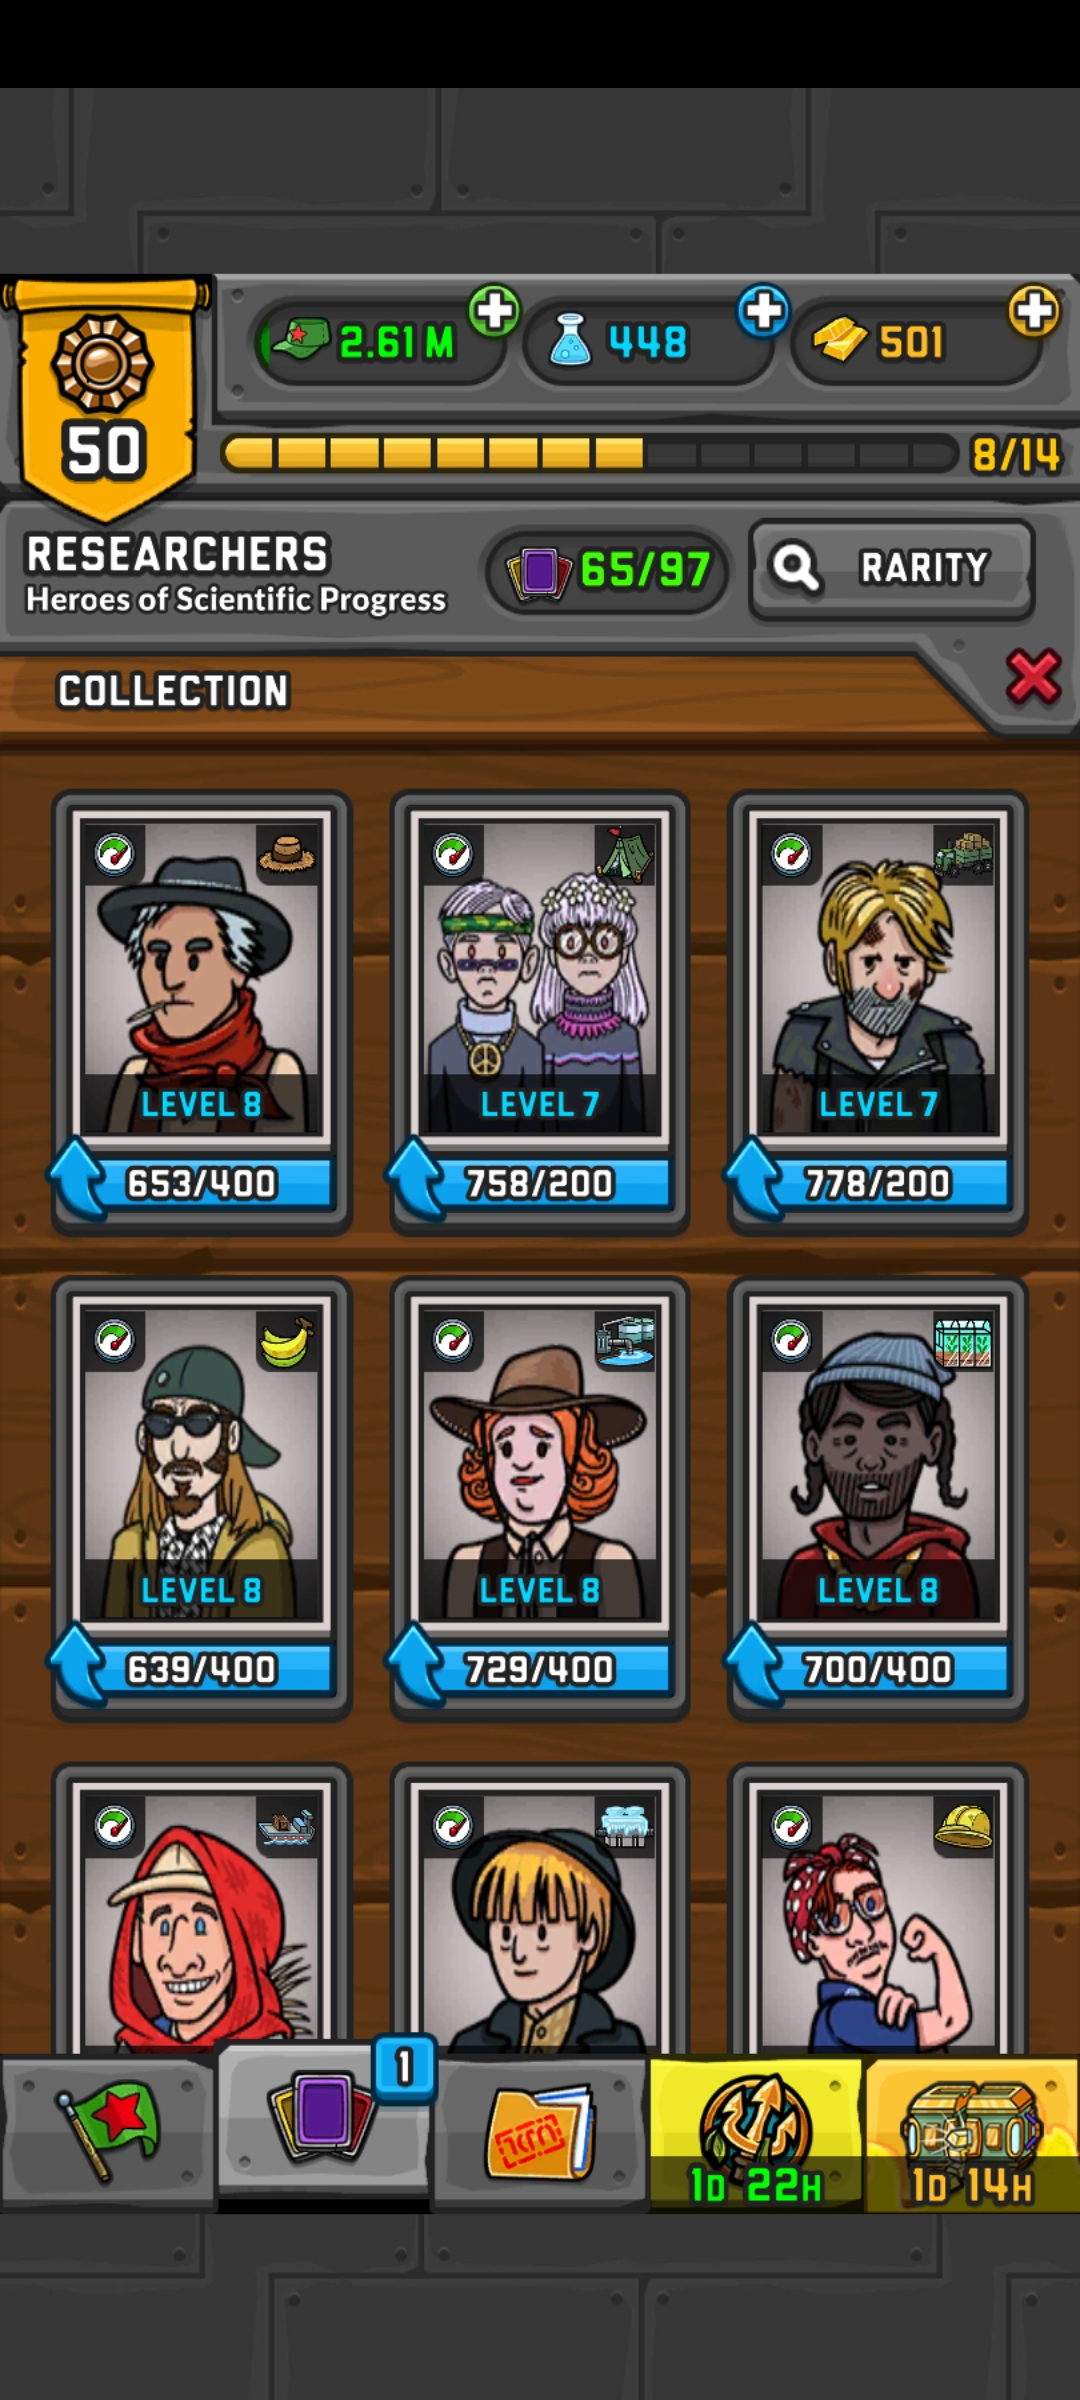 2.61 M
448
501
50
8/14
RESEARCHERS
Heroes of Scientific Progress
65/97
RARITY
COLLECTION
LEVEL 8
LEVEL 7
LEVEL 7
653/400
758/200
778/200
LEVEL 8
LEVEL 8
LEVEL 8
639/400
729/400
700/400
1
1D 22H
1D 14H